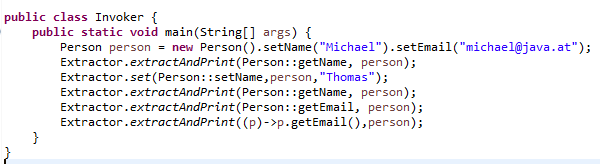 public class Invoker {
    public static void main(String[] args) {
        Person person = new Person().setName("Michael").setEmail("michael@java.at");
        Extractor.extractAndPrint(Person::getName, person);
        Extractor.set(Person::setName,person,"Thomas");
        Extractor.extractAndPrint(Person::getName, person);
        Extractor.extractAndPrint(Person::getEmail, person);
        Extractor.extractAndPrint((p)->p.getEmail(),person);
    }
}